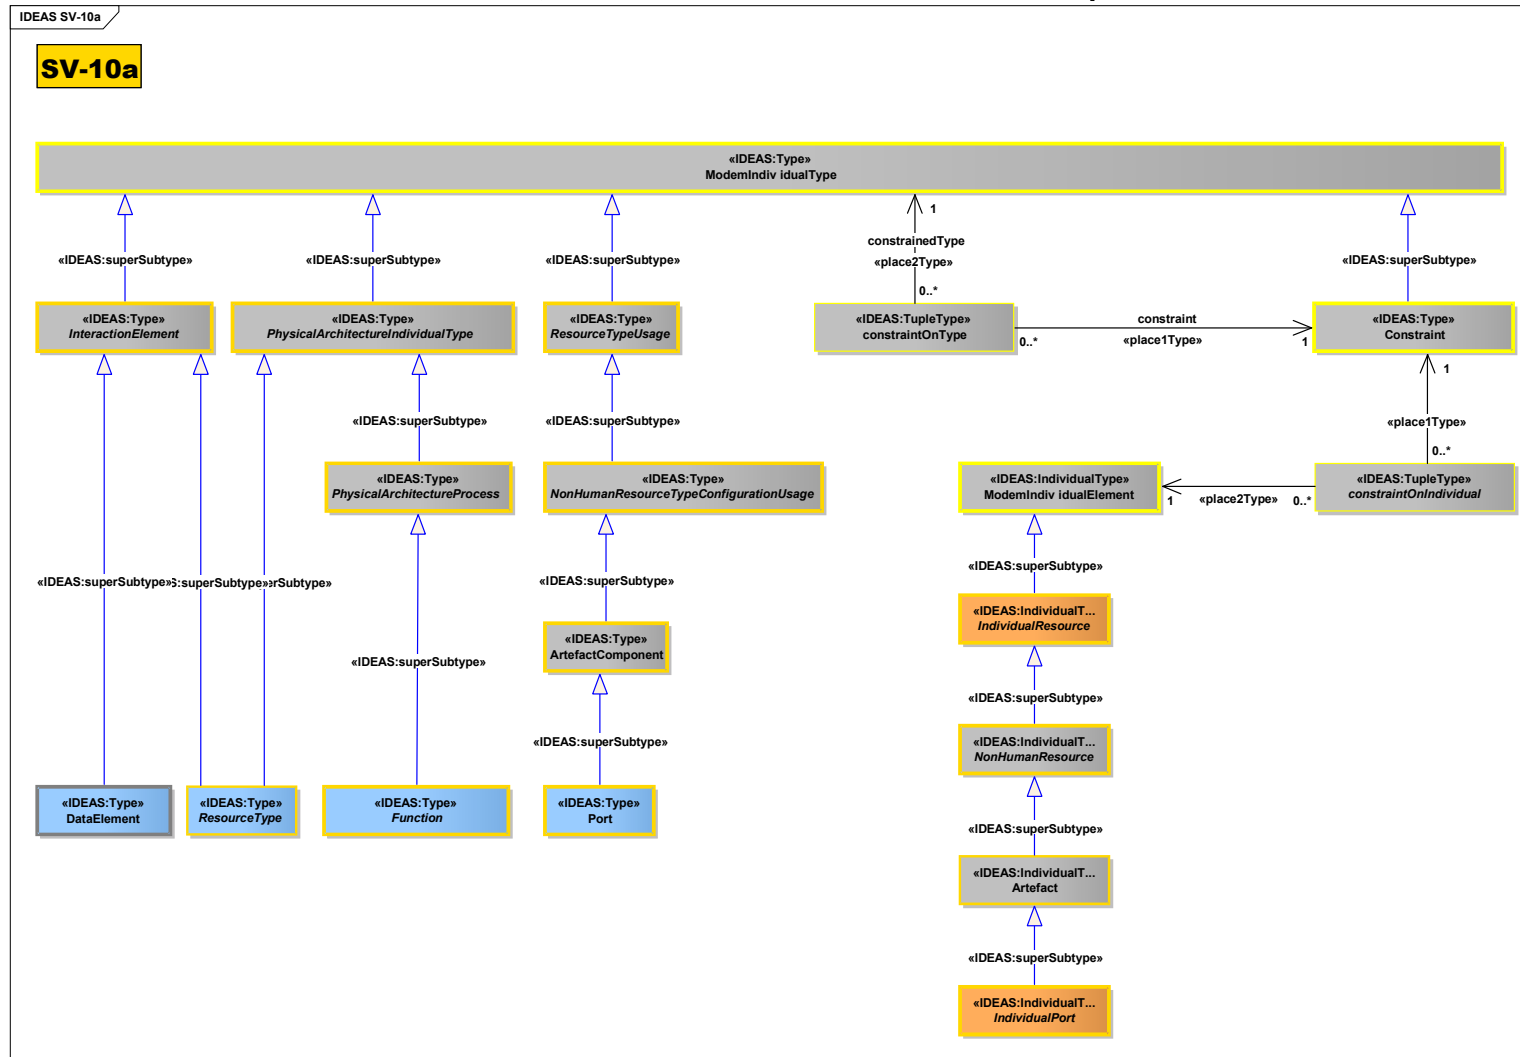 IDEAS SV-10a
SV-10a
«IDEAS:Type»
ModemIndiv idualType
1
constrainedType
«IDEAS:superSubtype»
«IDEAS:superSubtype»
«IDEAS:superSubtype»
«place2Type»
«IDEAS:superSubtype»
0..*
«IDEAS:Type»
InteractionElement
«IDEAS:Type»
PhysicalArchitectureIndividualType
«IDEAS:Type»
ResourceTypeUsage
«IDEAS:TupleType»
constraintOnType
constraint
0..*
«place1Type»
1
«IDEAS:Type»
Constraint
1
«IDEAS:superSubtype»
«IDEAS:superSubtype»
«place1Type»
0..*
«IDEAS:Type»
PhysicalArchitectureProcess
«IDEAS:Type»
NonHumanResourceTypeConfigurationUsage
«IDEAS:IndividualType»
ModemIndiv idualElement
1
«place2Type»
0..*
«IDEAS:TupleType»
constraintOnIndividual
«IDEAS:superSubtype»
«IDEAS:superSubtype»
S:superSubtype»
erSubtype»
«IDEAS:superSubtype»
«IDEAS:IndividualT...
IndividualResource
«IDEAS:Type»
ArtefactComponent
«IDEAS:superSubtype»
«IDEAS:superSubtype»
«IDEAS:superSubtype»
«IDEAS:IndividualT...
NonHumanResource
«IDEAS:Type»
DataElement
«IDEAS:Type»
ResourceType
«IDEAS:Type»
Function
«IDEAS:Type»
Port
«IDEAS:superSubtype»
«IDEAS:IndividualT...
Artefact
«IDEAS:superSubtype»
«IDEAS:IndividualT...
IndividualPort